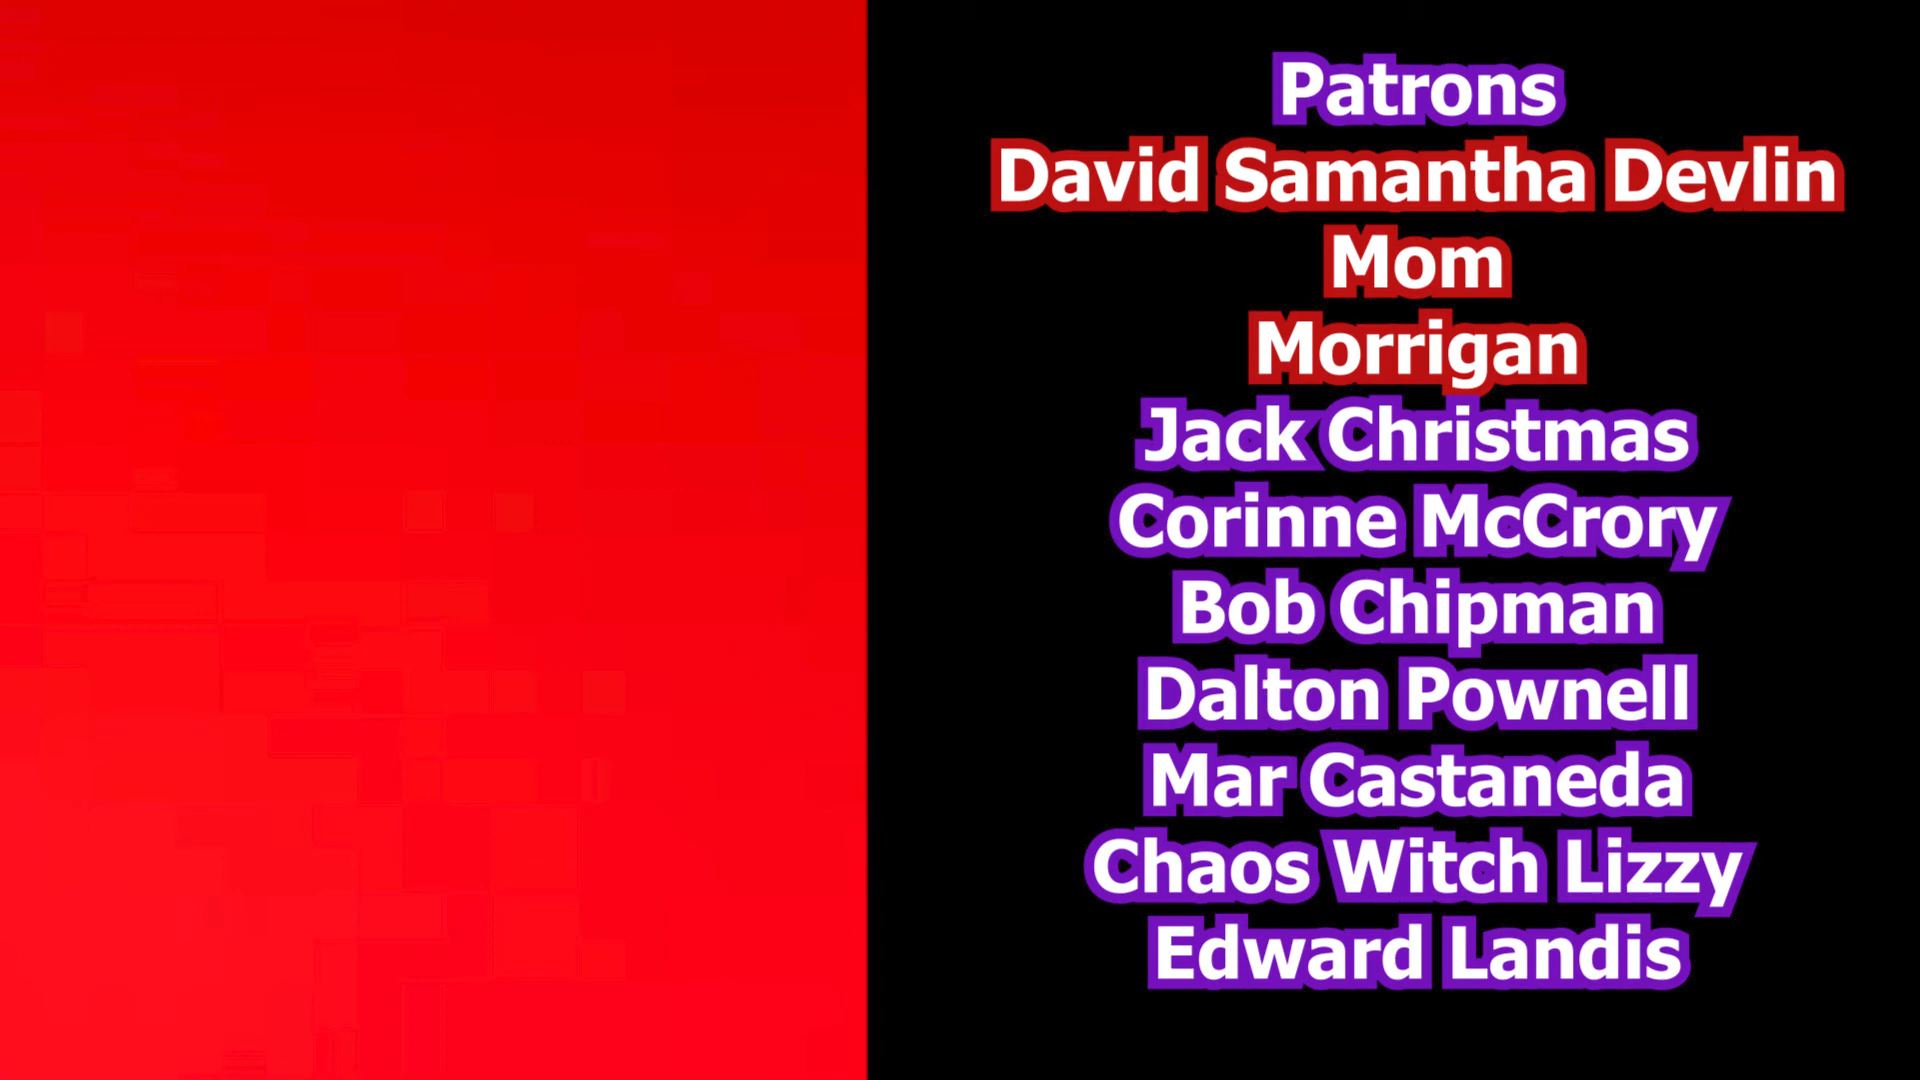 Patrons
David Samantha Devlin
Mom
Morrigan
Jack Christmas
Corinne McCrory
Bob Chipman
Dalton Pownell
Mar Castaneda
Chaos Witch Lizzy
Edward Landis